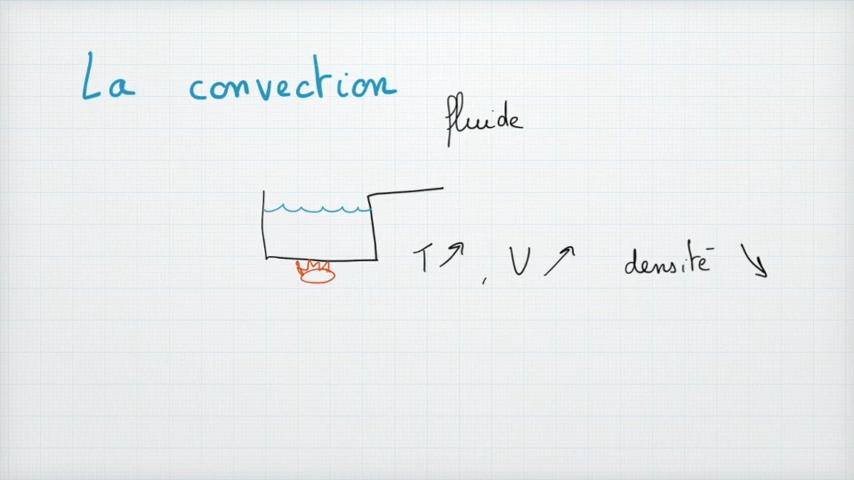 La convection
fluide
T ↗, V ↗ densité ↘